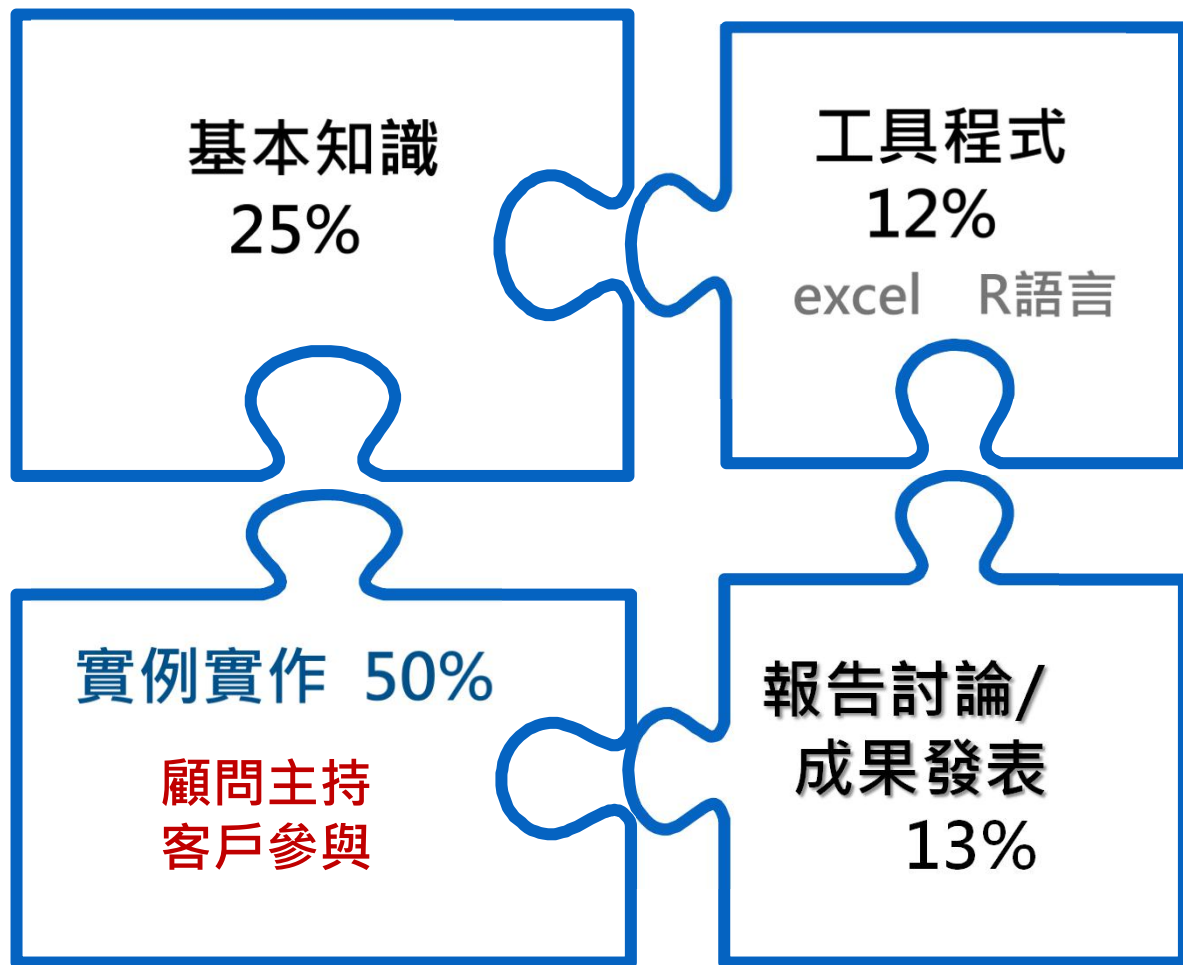 基本知識
25%
工具程式
12%
excel R語言
實例實作 50%
顧問主持
客戶參與
報告討論/
成果發表
13%